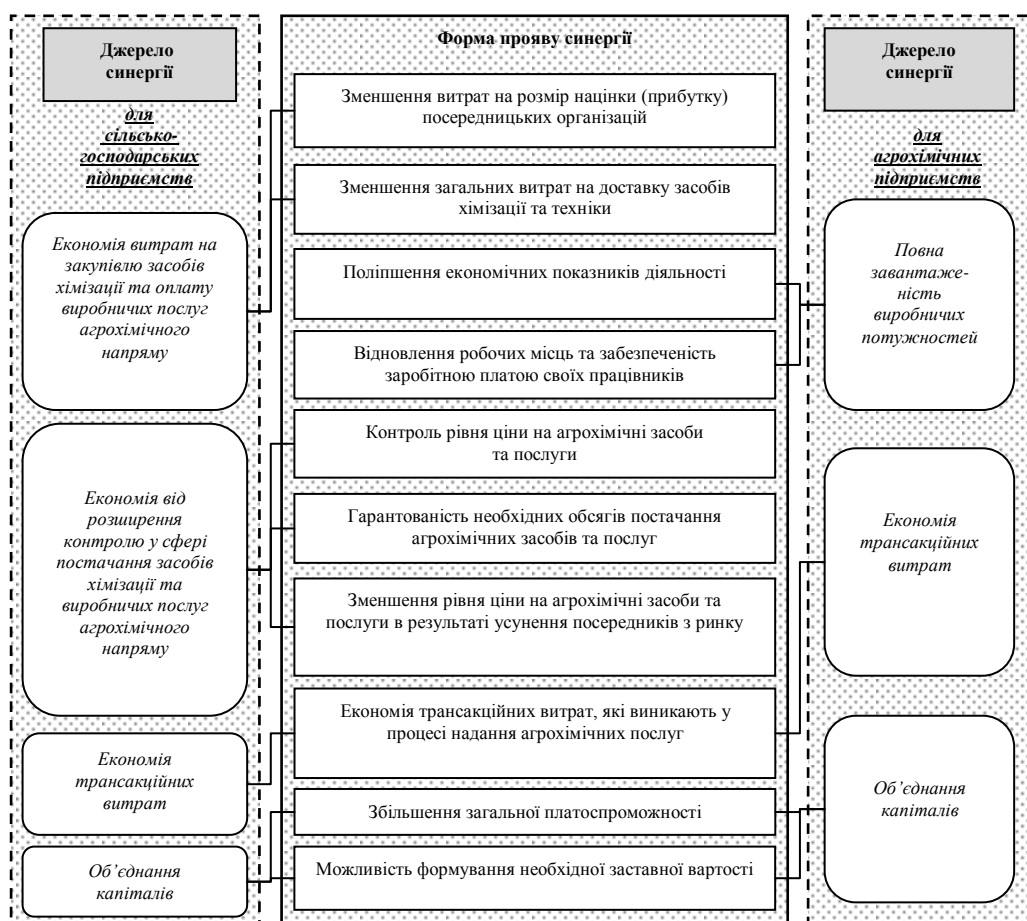 Джерело
синергії
для
сільсько-
господарських
підприємств
Економія витрат на
закупівлю засобів
хімізації та оплату
виробничих послуг
агрохімічного
напряму
Економія від
розширення
контролю у сфері
постачання засобів
хімізації та
виробничих послуг
агрохімічного
напряму
Економія
трансакційних
витрат
Об’єднання
капіталів
Форма прояву синергії
Зменшення витрат на розмір націнки (прибутку)
посередницьких організацій
Зменшення загальних витрат на доставку засобів
хімізації та техніки
Поліпшення економічних показників діяльності
Відновлення робочих місць та забезпеченість
заробітною платою своїх працівників
Контроль рівня ціни на агрохімічні засоби
та послуги
Гарантованість необхідних обсягів постачання
агрохімічних засобів та послуг
Зменшення рівня ціни на агрохімічні засоби та
послуги в результаті усунення посередників з ринку
Економія трансакційних витрат, які виникають у
процесі надання агрохімічних послуг
Збільшення загальної платоспроможності
Можливість формування необхідної заставної вартості
Джерело
синергії
для
агрохімічних
підприємств
Повна
завантаже-
ність
виробничих
потужностей
Економія
трансакційних
витрат
Об’єднання
капіталів